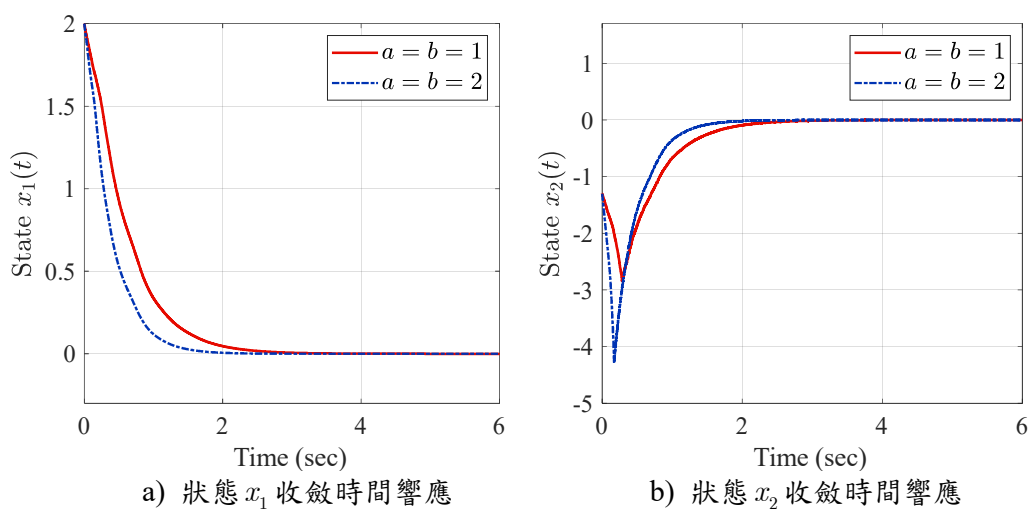 2
1.5
1
0.5
0
0
2
4
6
State x₁(t)
Time (sec)
a = b = 1
a = b = 2
a) 狀態 x₁ 收斂時間響應
1
0
-1
-2
-3
-4
-5
0
2
4
6
State x₂(t)
Time (sec)
a = b = 1
a = b = 2
b) 狀態 x₂ 收斂時間響應